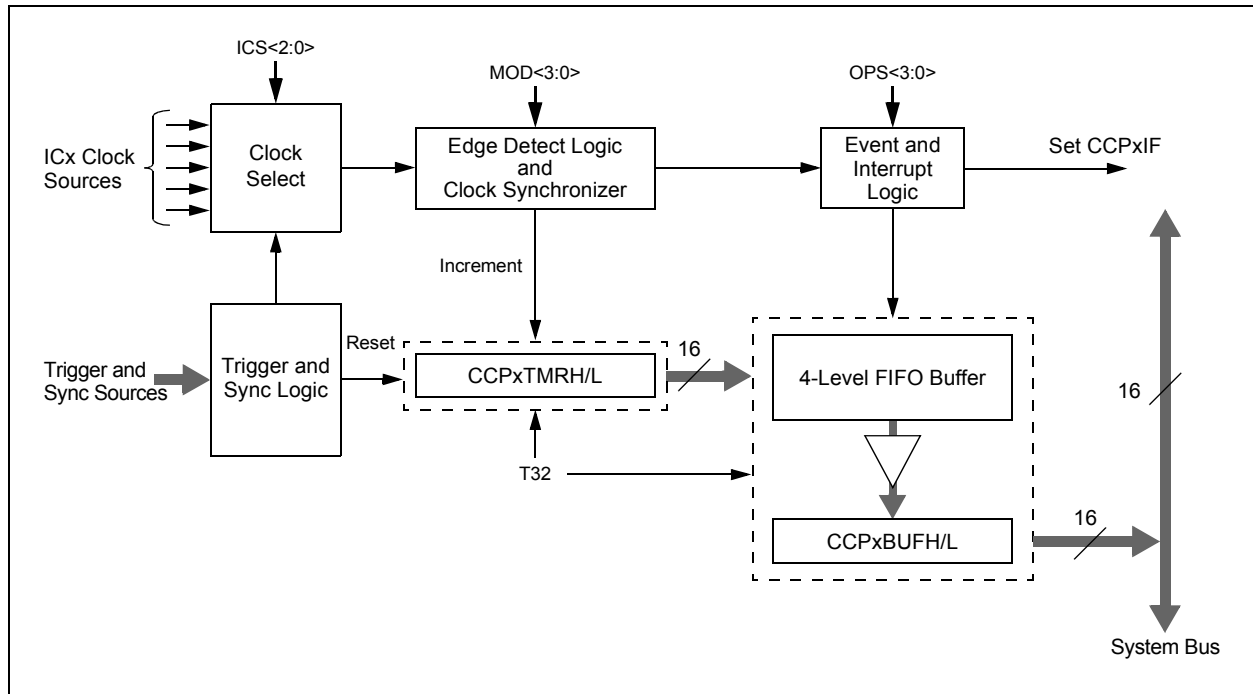 ICS<2:0>
MOD<3:0>
OPS<3:0>
ICx Clock
Sources
Clock
Select
Edge Detect Logic
and
Clock Synchronizer
Event and
Interrupt
Logic
Set CCPxIF
Increment
Reset
16
Trigger and
Sync Sources
Trigger and
Sync Logic
CCPxTMRH/L
4-Level FIFO Buffer
16
T32
16
CCPxBUFH/L
System Bus